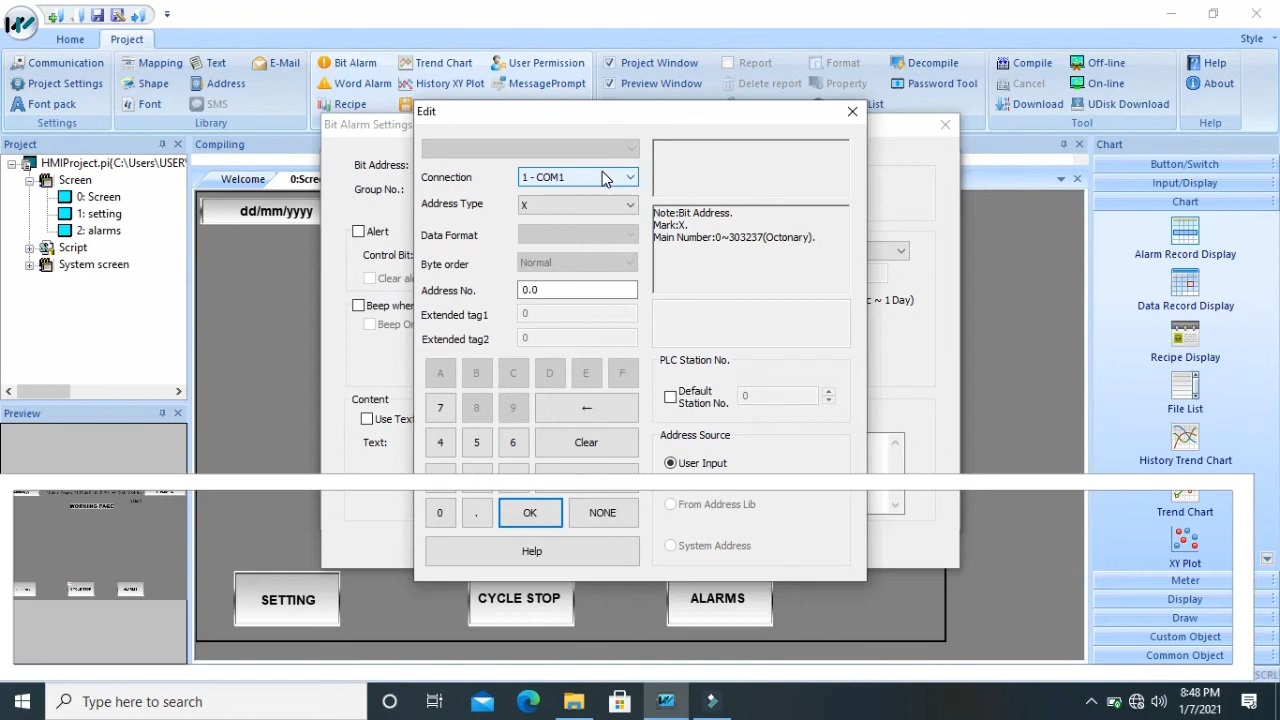 Home
Project
Style
Communication
Mapping
Text
E-Mail
Bit Alarm
Trend Chart
User Permission
Project Window
Report
Format
Decompile
Compile
Off-line
Help
Project Settings
Shape
Address
Word Alarm
History XY Plot
MessagePrompt
Preview Window
Delete report
Property
Password Tool
Cancel
On-line
About
Font pack
Font
SMS
Recipe
List
Download
UDisk Download
Settings
Library
Tool
Help
Project
Compiling
Chart
HMIProject.pi{C:\Users\USER\
Screen
0: Screen
1: setting
2: alarms
Script
System screen
Preview
WORKING PAGE
Welcome
0:Scree
dd/mm/yyyy
SETTING
CYCLE STOP
ALARMS
Bit Alarm Settings
Bit Address:
Group No.:
Alert
Control Bit:
Clear al
Beep when
Beep On
Content
Use Text
Text:
c ~ 1 Day)
Edit
Connection
1 - COM1
Address Type
X
Data Format
Byte order
Normal
Address No.
0.0
Extended tag1
0
Extended tag2
0
A
B
C
D
E
F
7
8
9
←
4
5
6
Clear
0
.
OK
NONE
Help
Note:Bit Address.
Mark:X.
Main Number:0~303237(Octonary).
PLC Station No.
Default
Station No.
0
Address Source
User Input
From Address Lib
System Address
Button/Switch
Input/Display
Chart
Alarm Record Display
Data Record Display
Recipe Display
File List
History Trend Chart
Trend Chart
XY Plot
Meter
Display
Draw
Custom Object
Common Object
SCRL
Type here to search
8:48 PM
1/7/2021